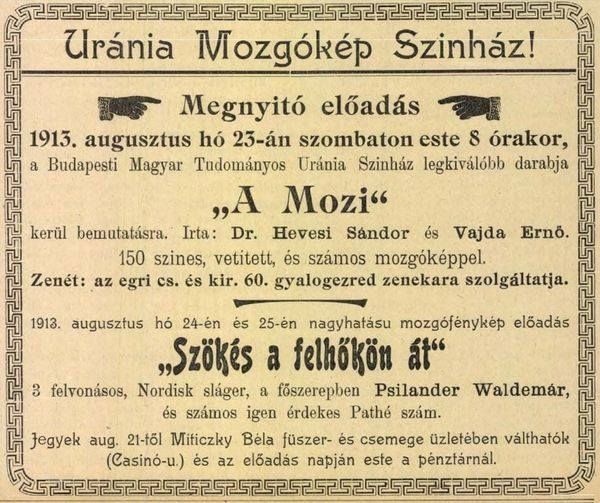 Uránia Mozgókép Szinház!
Megnyitó előadás
1913. augusztus hó 23-án szombaton este 8 órakor,
a Budapesti Magyar Tudományos Uránia Szinház legkiválóbb darabja
„A Mozi“
kerül bemutatásra. Irta: Dr. Hevesi Sándor és Vajda Ernő.
150 szines, vetitett, és számos mozgóképpel.
Zenét: az egri cs. és kir. 60. gyalogezred zenekara szolgáltatja.
1913. augusztus hó 24-én és 25-én nagyhatásu mozgófénykép előadás
„Szökés a felhőkön át“
3 felvonásos, Nordisk sláger, a főszerepben Psilander Waldemár,
és számos igen érdekes Pathé szám.
Jegyek aug. 21-től Miticzky Béla füszer- és csemege üzletében válthatók
(Casinó-u.) és az előadás napján este a pénztárnál.